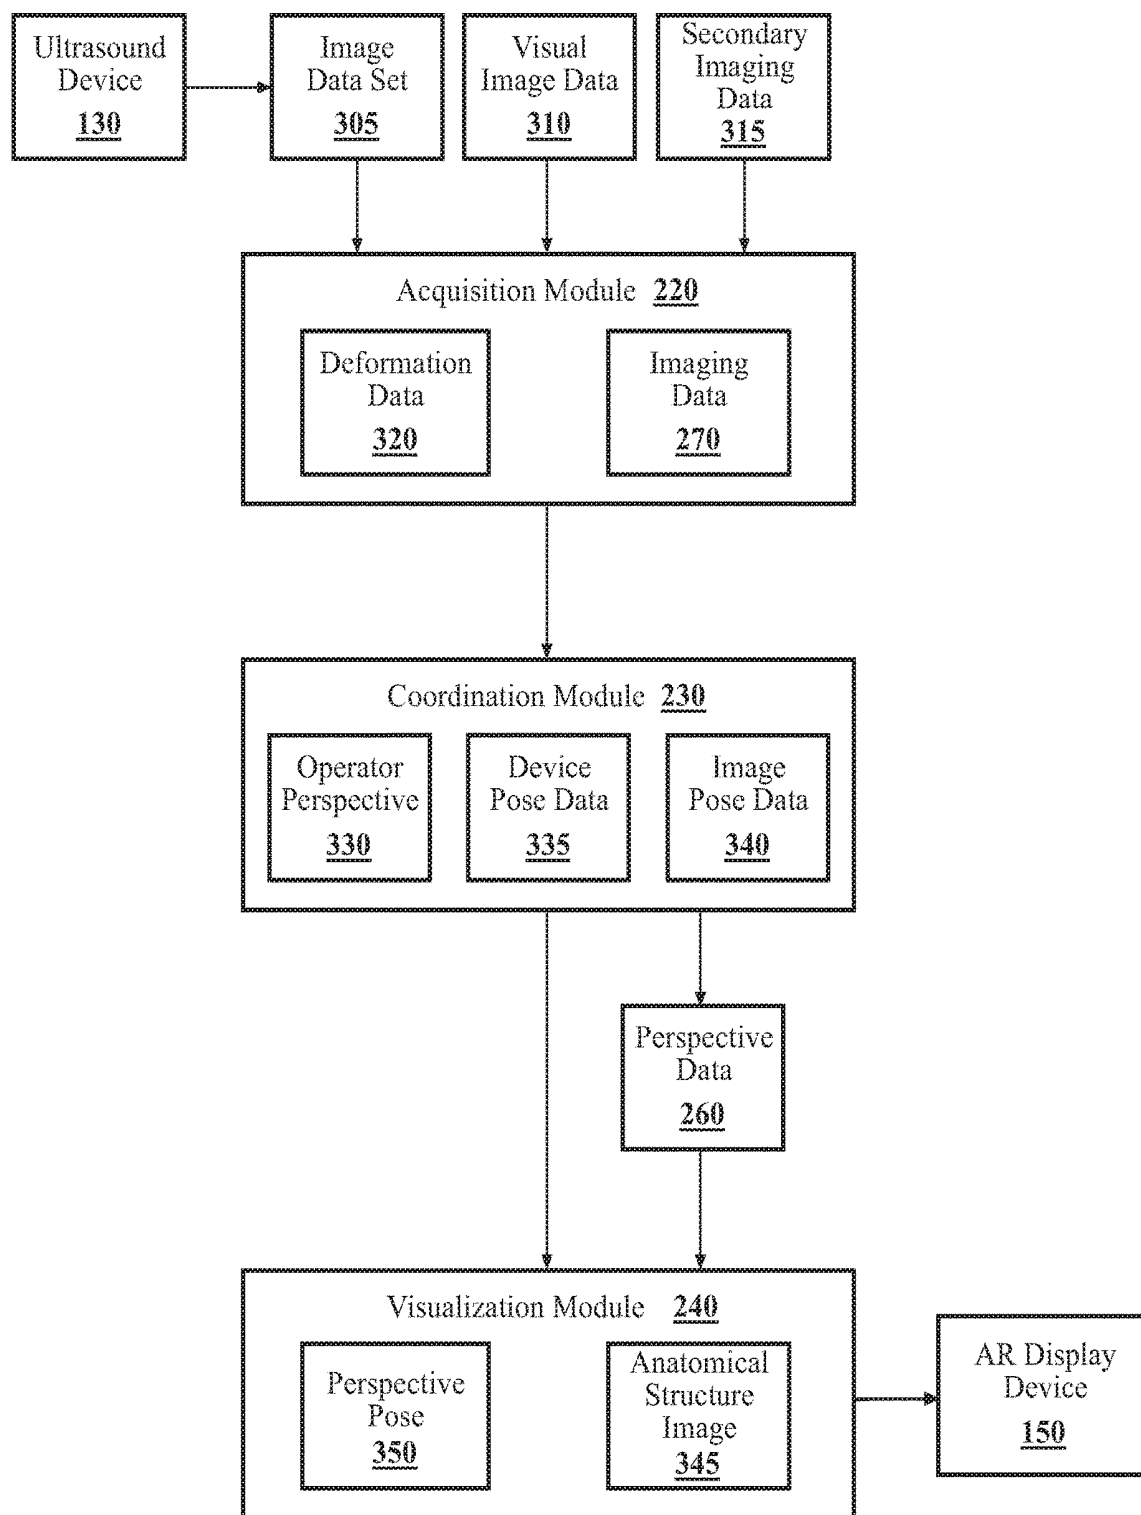 Ultrasound
Device
130
Image
Data Set
305
Visual
Image Data
310
Secondary
Imaging
Data
315
Acquisition Module 220
Deformation
Data
320
Imaging
Data
270
Coordination Module 230
Operator
Perspective
330
Device
Pose Data
335
Image
Pose Data
340
Perspective
Data
260
Visualization Module 240
Perspective
Pose
350
Anatomical
Structure
Image
345
AR Display
Device
150